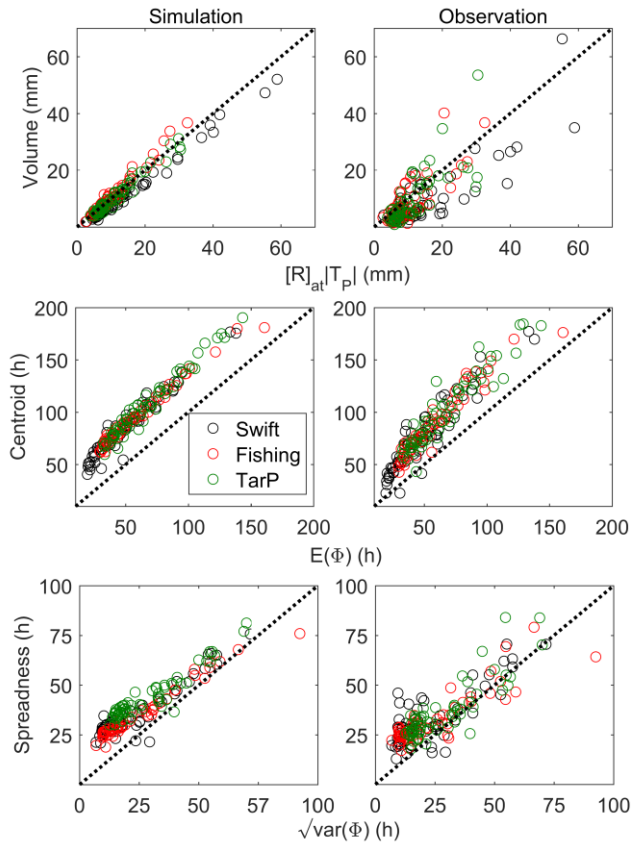 Simulation Observation
Volume (mm)
60
40
20
0 20 40 60
60
40
20
0 20 40 60
[R]at|TP| (mm)
Centroid (h)
200
150
100
50
50 100 150 200
Swift
Fishing
TarP
200
150
100
50
50 100 150 200
E(Φ) (h)
Spreadness (h)
100
75
50
25
0 25 50 57 100
100
75
50
25
0 25 50 75 100
√var(Φ) (h)